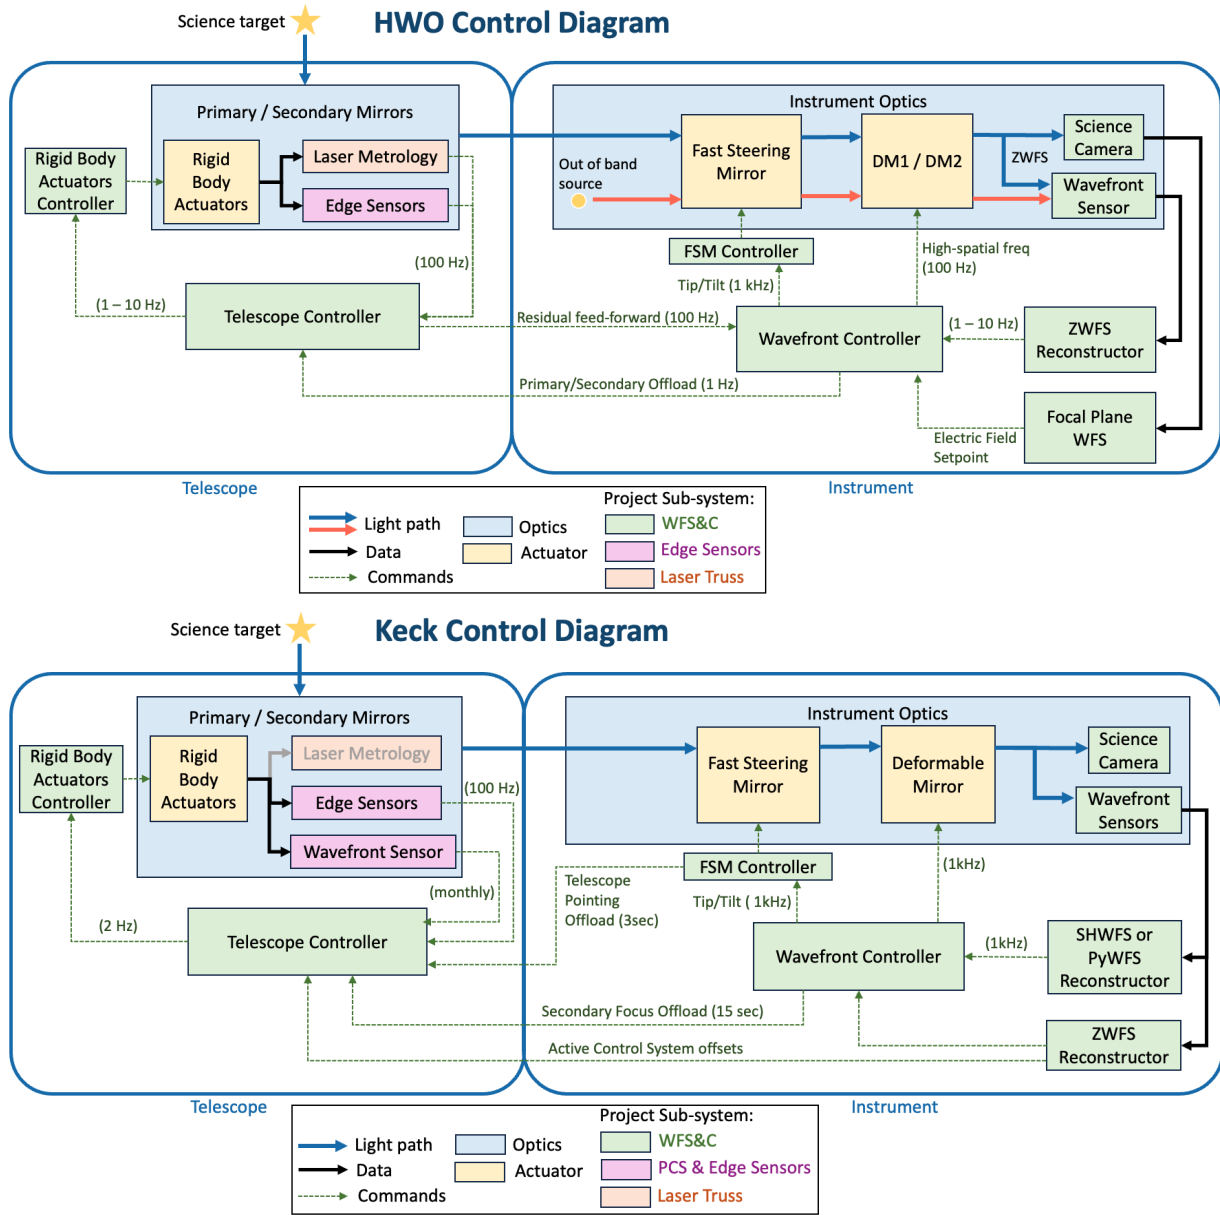 Science target
HWO Control Diagram
Primary / Secondary Mirrors
Rigid Body
Actuators
Controller
Rigid
Body
Actuators
Laser Metrology
Edge Sensors
(100 Hz)
(1 – 10 Hz)
Telescope Controller
Instrument Optics
Out of band
source
Fast Steering
Mirror
DM1 / DM2
ZWFS
Science
Camera
Wavefront
Sensor
FSM Controller
Tip/Tilt (1 kHz)
High-spatial freq
(100 Hz)
Residual feed-forward (100 Hz)
Wavefront Controller
(1 – 10 Hz)
ZWFS
Reconstructor
Primary/Secondary Offload (1 Hz)
Focal Plane
WFS
Electric Field
Setpoint
Telescope
Instrument
Light path
Data
Commands
Optics
Actuator
Project Sub-system:
WFS&C
Edge Sensors
Laser Truss
Science target
Keck Control Diagram
Primary / Secondary Mirrors
Rigid Body
Actuators
Controller
Rigid
Body
Actuators
Laser Metrology
Edge Sensors
Wavefront Sensor
(100 Hz)
(monthly)
(2 Hz)
Telescope Controller
Instrument Optics
Fast Steering
Mirror
Deformable
Mirror
Science
Camera
Wavefront
Sensors
FSM Controller
Telescope
Pointing
Offload (3sec)
Tip/Tilt ( 1kHz)
(1kHz)
Wavefront Controller
(1kHz)
SHWFS or
PyWFS
Reconstructor
Secondary Focus Offload (15 sec)
Active Control System offsets
ZWFS
Reconstructor
Telescope
Instrument
Light path
Data
Commands
Optics
Actuator
Project Sub-system:
WFS&C
PCS & Edge Sensors
Laser Truss